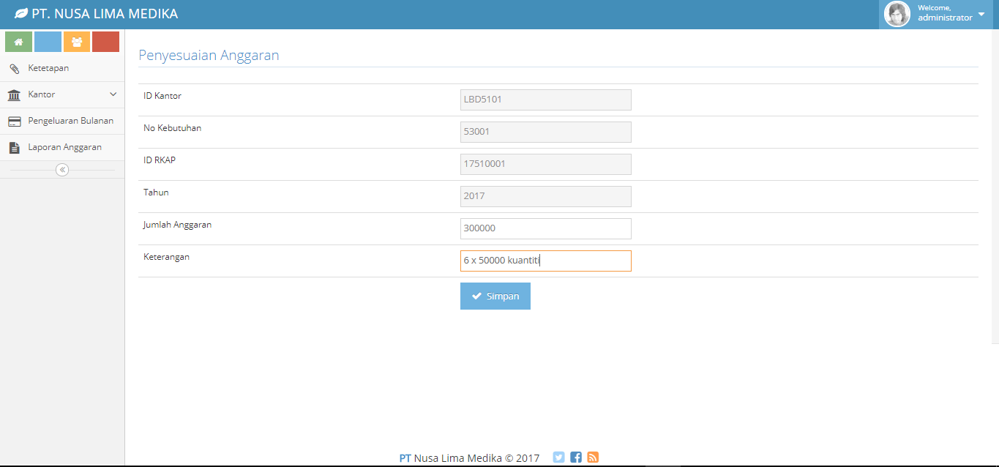 PT. NUSA LIMA MEDIKA
Welcome,
administrator
Ketetapan
Kantor
Pengeluaran Bulanan
Laporan Anggaran
Penyesuaian Anggaran
ID Kantor
LBD5101
No Kebutuhan
53001
ID RKAP
17510001
Tahun
2017
Jumlah Anggaran
300000
Keterangan
6 x 50000 kuantiti
Simpan
PT Nusa Lima Medika © 2017